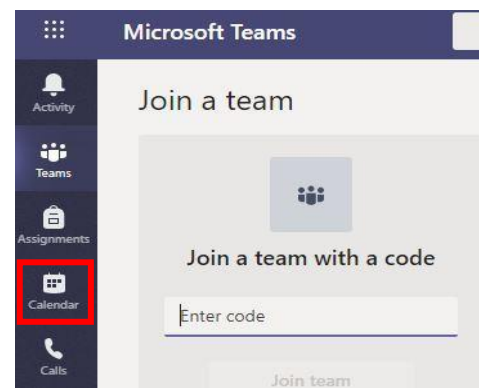 Microsoft Teams
Activity
Teams
Assignments
Calendar
Calls
Join a team
Join a team with a code
Enter code
Join team